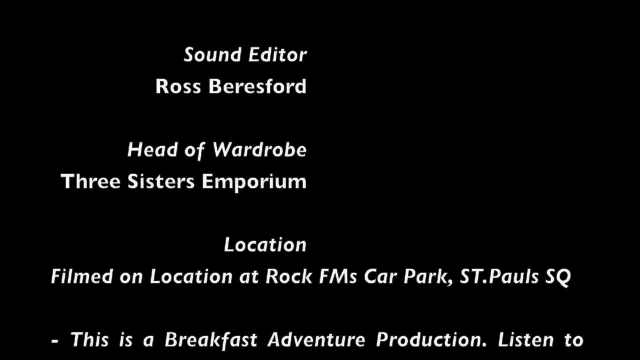 Sound Editor
Ross Beresford
Head of Wardrobe
Three Sisters Emporium
Location
Filmed on Location at Rock FMs Car Park, ST.Pauls SQ
- This is a Breakfast Adventure Production. Listen to